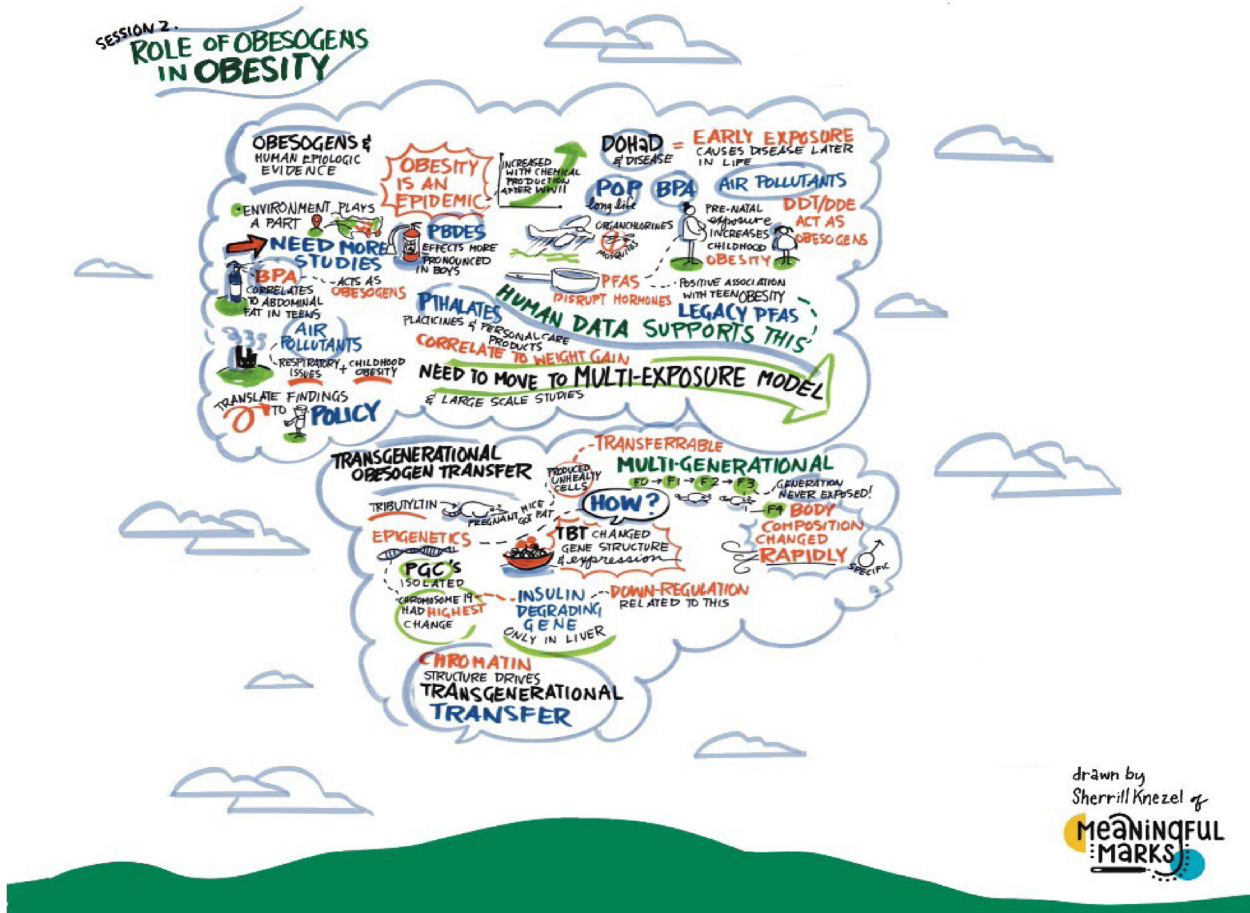 SESSION 2.
ROLE OF OBESOGENS
IN OBESITY
OBESOGENS &
HUMAN EPIOLOGIC
EVIDENCE
OBESITY
IS AN
EPIDEMIC
INCREASED
WITH CHEMICAL
PRODUCTION
AFTER WWII
DOHaD
& DISEASE
= EARLY EXPOSURE
CAUSES DISEASE LATER
IN LIFE
POP
long life
BPA
AIR POLLUTANTS
ENVIRONMENT PLAYS
A PART
NEED MORE
STUDIES
PBDES
EFFECTS MORE
PRONOUNCED
IN BOYS
ORGANCHLORINES
MOSQUITOS
PRE-NATAL
exposure
INCREASES
CHILDHOOD
OBESITY
DDT/DDE
ACT AS
OBESOGENS
BPA
CORRELATES
TO ABDOMINAL
FAT IN TEENS
ACTS AS
OBESOGENS
PFAS
DISRUPT HORMONES
POSITIVE ASSOCIATION
WITH TEEN OBESITY
LEGACY PFAS
PTHALATES
PLACTICINES & PERSONAL CARE
PRODUCTS
CORRELATE TO WEIGHT GAIN
HUMAN DATA SUPPORTS THIS
AIR
POLLUTANTS
RESPIRATORY
ISSUES
+ CHILDHOOD
OBESITY
NEED TO MOVE TO MULTI-EXPOSURE MODEL
& LARGE SCALE STUDIES
TRANSLATE FINDINGS
TO
POLICY
TRANSGENERATIONAL
OBESOGEN TRANSFER
TRANSFERRABLE
PRODUCED
UNHEALTY
CELLS
MULTI-GENERATIONAL
F0 → F1 → F2 → F3
GENERATION
NEVER EXPOSED!
F4 BODY
COMPOSITION
CHANGED
RAPIDLY
SPECIFIC
TRIBUTYLTIN
PREGNANT MICE
GOT FAT
HOW?
EPIGENETICS
TBT CHANGED
GENE STRUCTURE
& expression
PGC'S
ISOLATED
CHROMOSOME 19
HAD HIGHEST
CHANGE
INSULIN
DEGRADING
GENE
ONLY IN LIVER
DOWN-REGULATION
RELATED TO THIS
CHROMATIN
STRUCTURE DRIVES
TRANSGENERATIONAL
TRANSFER
drawn by
Sherrill Knezel of
MEANINGFUL
MARKS